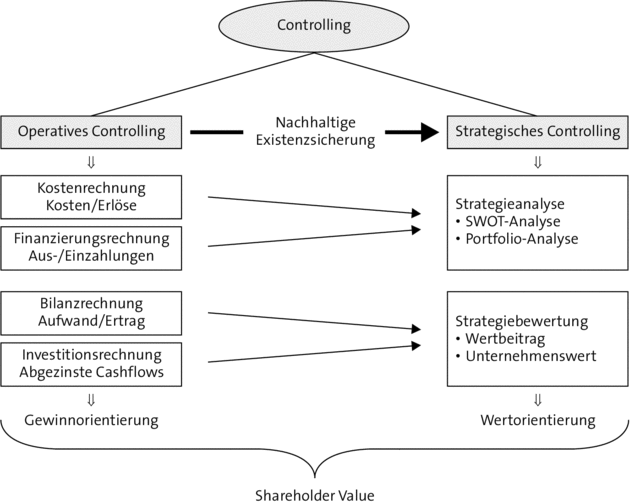 Controlling
Operatives Controlling
Nachhaltige
Existenzsicherung
Strategisches Controlling
⇓
⇓
Kostenrechnung
Kosten/Erlöse
Finanzierungsrechnung
Aus-/Einzahlungen
Strategieanalyse
• SWOT-Analyse
• Portfolio-Analyse
Bilanzrechnung
Aufwand/Ertrag
Investitionsrechnung
Abgezinste Cashflows
Strategiebewertung
• Wertbeitrag
• Unternehmenswert
⇓
⇓
Gewinnorientierung
Wertorientierung
Shareholder Value